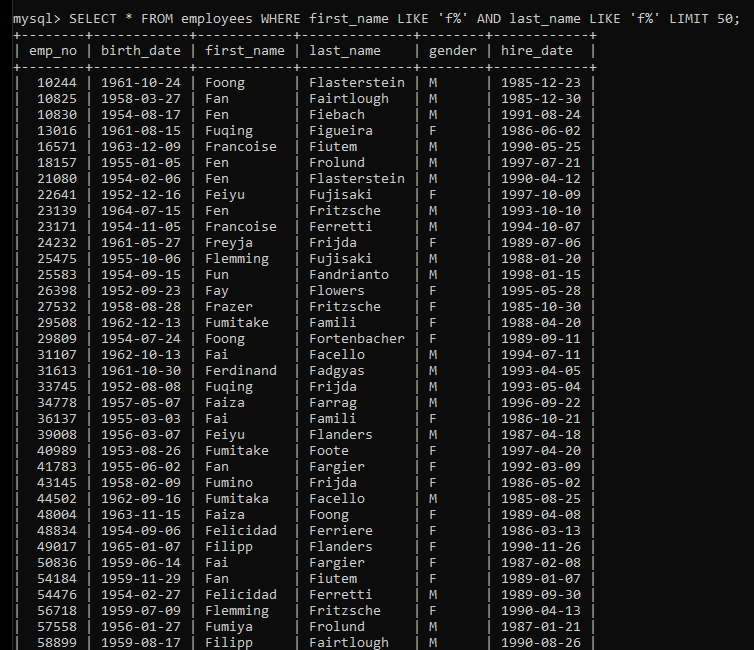 mysql> SELECT * FROM employees WHERE first_name LIKE 'f%' AND last_name LIKE 'f%' LIMIT 50;
+--------+------------+------------+--------------+--------+------------+
| emp_no | birth_date | first_name | last_name    | gender | hire_date  |
+--------+------------+------------+--------------+--------+------------+
|  10244 | 1961-10-24 | Foong      | Flasterstein | M      | 1985-12-23 |
|  10825 | 1958-03-27 | Fan        | Fairtlough   | M      | 1985-12-30 |
|  10830 | 1954-08-17 | Fen        | Fiebach      | M      | 1991-08-24 |
|  13016 | 1961-08-15 | Fuqing     | Figueira     | F      | 1986-06-02 |
|  16571 | 1963-12-09 | Francoise  | Fiutem       | M      | 1990-05-25 |
|  18157 | 1955-01-05 | Fen        | Frolund      | M      | 1997-07-21 |
|  21080 | 1954-02-06 | Fen        | Flasterstein | M      | 1990-04-12 |
|  22641 | 1952-12-16 | Feiyu      | Fujisaki     | F      | 1997-10-09 |
|  23139 | 1964-07-15 | Fen        | Fritzsche    | M      | 1993-10-10 |
|  23171 | 1954-11-05 | Francoise  | Ferretti     | M      | 1994-10-07 |
|  24232 | 1961-05-27 | Freyja     | Frijda       | F      | 1989-07-06 |
|  25475 | 1955-10-06 | Flemming   | Fujisaki     | M      | 1988-01-20 |
|  25583 | 1954-09-15 | Fun        | Fandrianto   | M      | 1998-01-15 |
|  26398 | 1952-09-23 | Fay        | Flowers      | F      | 1995-05-28 |
|  27532 | 1958-08-28 | Frazer     | Fritzsche    | F      | 1985-10-30 |
|  29508 | 1962-12-13 | Fumitake   | Famili       | F      | 1988-04-20 |
|  29809 | 1954-07-24 | Foong      | Fortenbacher | F      | 1989-09-11 |
|  31107 | 1962-10-13 | Fai        | Facello      | M      | 1994-07-11 |
|  31613 | 1961-10-30 | Ferdinand  | Fadgyas      | M      | 1993-04-05 |
|  33745 | 1952-08-08 | Fuqing     | Frijda       | M      | 1993-05-04 |
|  34778 | 1957-05-07 | Faiza      | Farrag       | M      | 1996-09-22 |
|  36137 | 1955-03-03 | Fai        | Famili       | F      | 1986-10-21 |
|  39008 | 1956-03-07 | Feiyu      | Flanders     | M      | 1987-04-18 |
|  40989 | 1953-08-26 | Fumitake   | Foote        | F      | 1997-04-20 |
|  41783 | 1955-06-02 | Fan        | Fargier      | F      | 1992-03-09 |
|  43145 | 1958-02-09 | Fumino     | Frijda       | F      | 1986-05-02 |
|  44502 | 1962-09-16 | Fumitaka   | Facello      | M      | 1985-08-25 |
|  48004 | 1963-11-15 | Faiza      | Foong        | F      | 1989-04-08 |
|  48834 | 1954-09-06 | Felicidad  | Ferriere     | F      | 1986-03-13 |
|  49017 | 1965-01-07 | Filipp     | Flanders     | F      | 1990-11-26 |
|  50836 | 1959-06-14 | Fai        | Fargier      | F      | 1987-02-08 |
|  54184 | 1959-11-29 | Fan        | Fiutem       | F      | 1989-01-07 |
|  54476 | 1954-02-27 | Felicidad  | Ferretti     | M      | 1989-09-30 |
|  56718 | 1959-07-09 | Flemming   | Fritzsche    | F      | 1990-04-13 |
|  57558 | 1956-01-27 | Fumiya     | Frolund      | M      | 1987-01-21 |
|  58899 | 1959-08-17 | Filipp     | Fairtlough   | M      | 1990-08-26 |